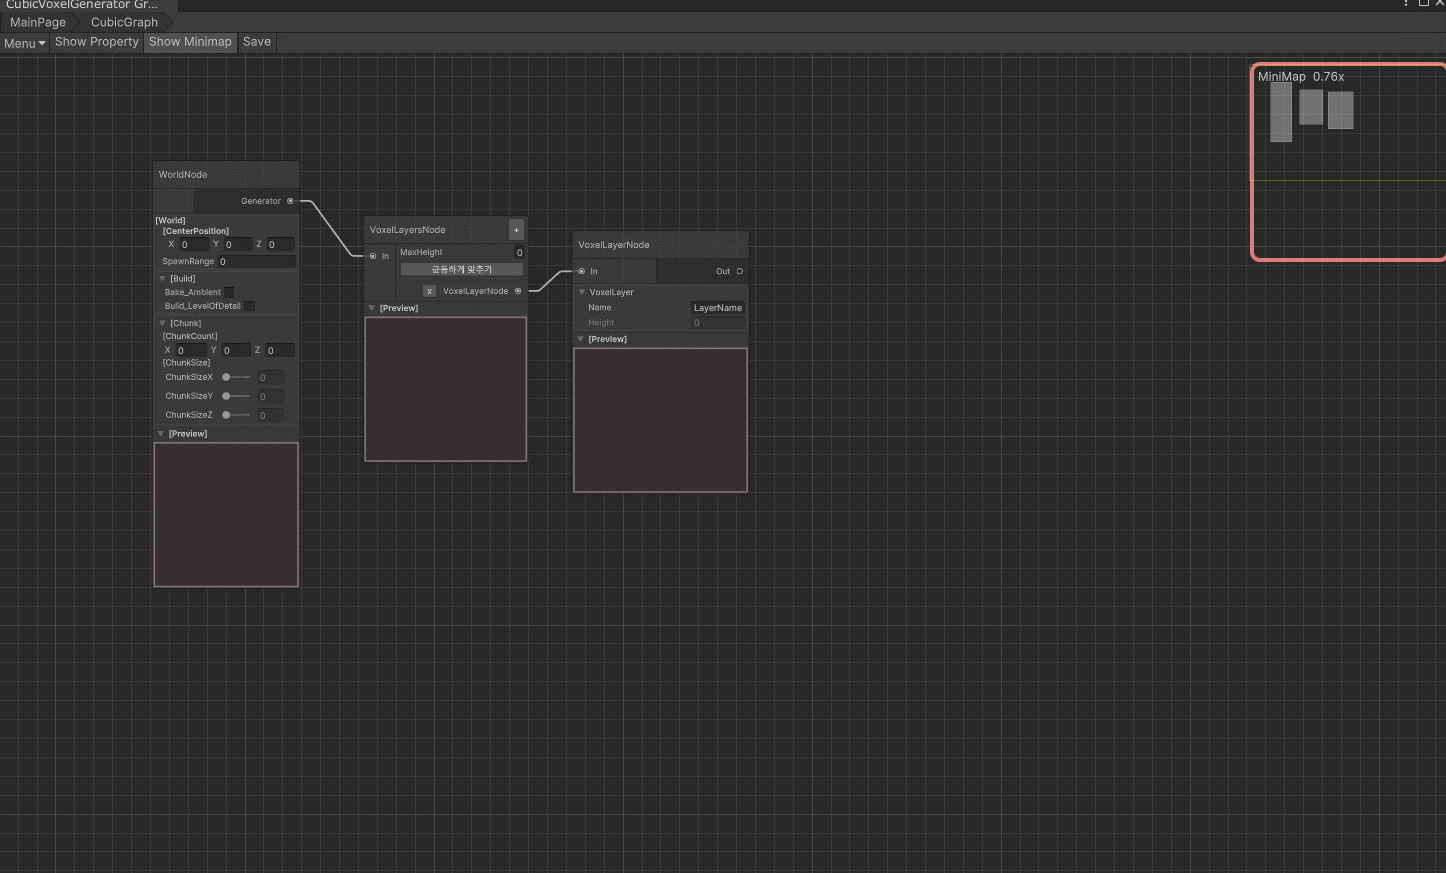 CubicVoxelGenerator Gr...
MainPage CubicGraph
Menu Show Property Show Minimap Save
MiniMap 0.76x
WorldNode
Generator
[World]
[CenterPosition]
X 0 Y 0 Z 0
SpawnRange 0
[Build]
Bake_Ambient
Build_LevelOfDetail
[Chunk]
[ChunkCount]
X 0 Y 0 Z 0
[ChunkSize]
ChunkSizeX 0
ChunkSizeY 0
ChunkSizeZ 0
[Preview]
VoxelLayersNode +
In MaxHeight 0
균등하게 맞추기
x VoxelLayerNode
[Preview]
VoxelLayerNode
In Out
VoxelLayer
Name LayerName
Height 0
[Preview]